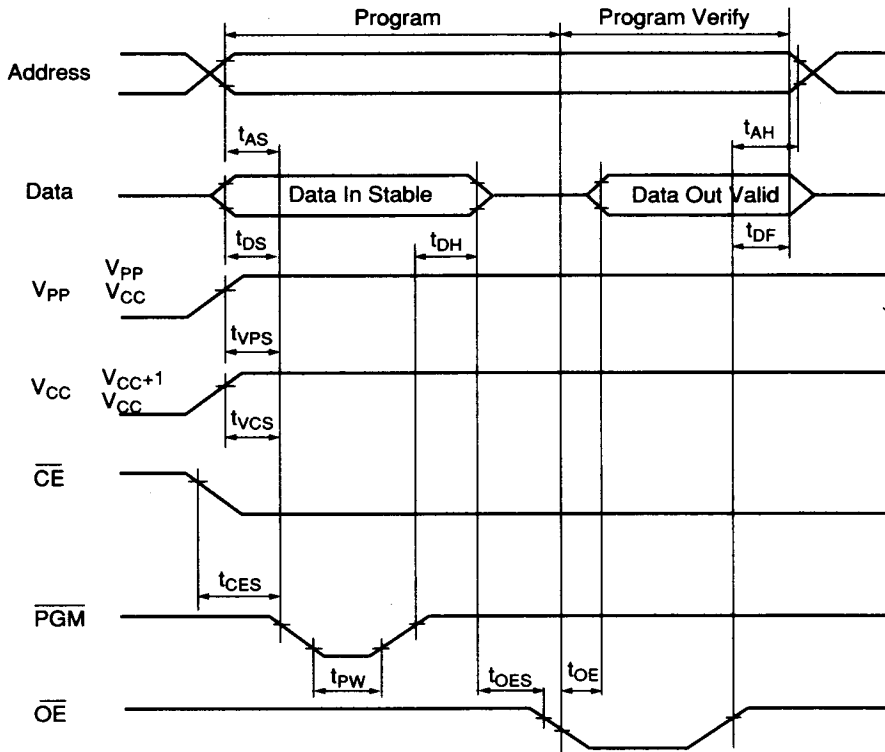 Program Program Verify
Address
tAS tAH
Data Data In Stable Data Out Valid
tDS tDH tDF
VPP VPP
VCC
tVPS
VCC VCC+1
VCC
tVCS
CE
tCES
PGM
tPW tOES tOE
OE